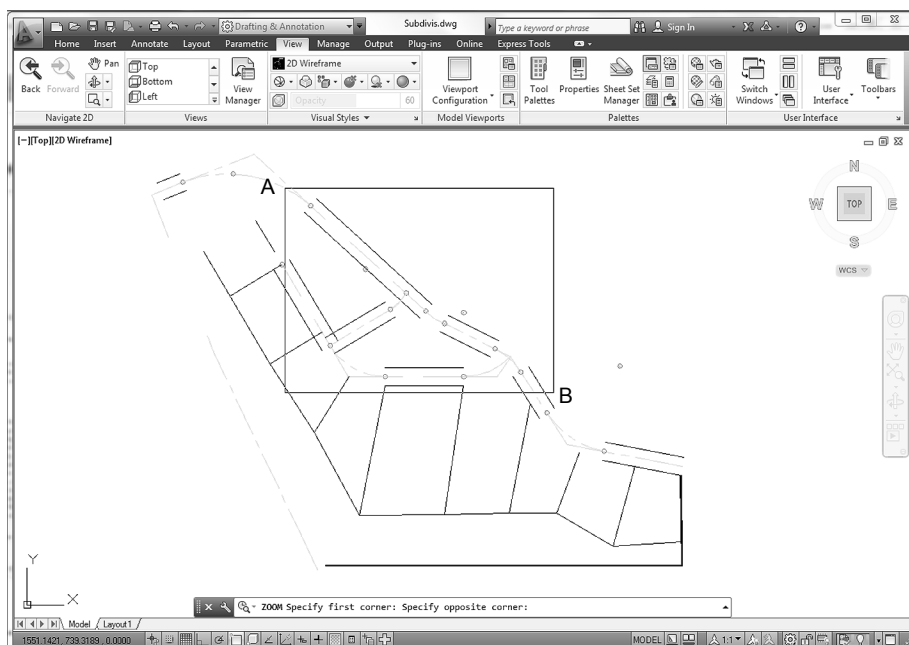 Drafting & Annotation
Subdivis.dwg
Type a keyword or phrase
Sign In
Home Insert Annotate Layout Parametric View Manage Output Plug-ins Online Express Tools
Back Forward Pan
Top
Bottom
Left
View Manager
2D Wireframe
Opacity 60
Viewport Configuration
Tool Palettes
Properties
Sheet Set Manager
Switch Windows
User Interface
Toolbars
Navigate 2D Views Visual Styles Model Viewports Palettes User Interface
[−][Top][2D Wireframe]
A
N
W TOP E
S
WCS
B
Y
X
ZOOM Specify first corner: Specify opposite corner:
Model Layout1
1551.1421, 739.3189, 0.0000
MODEL
1:1